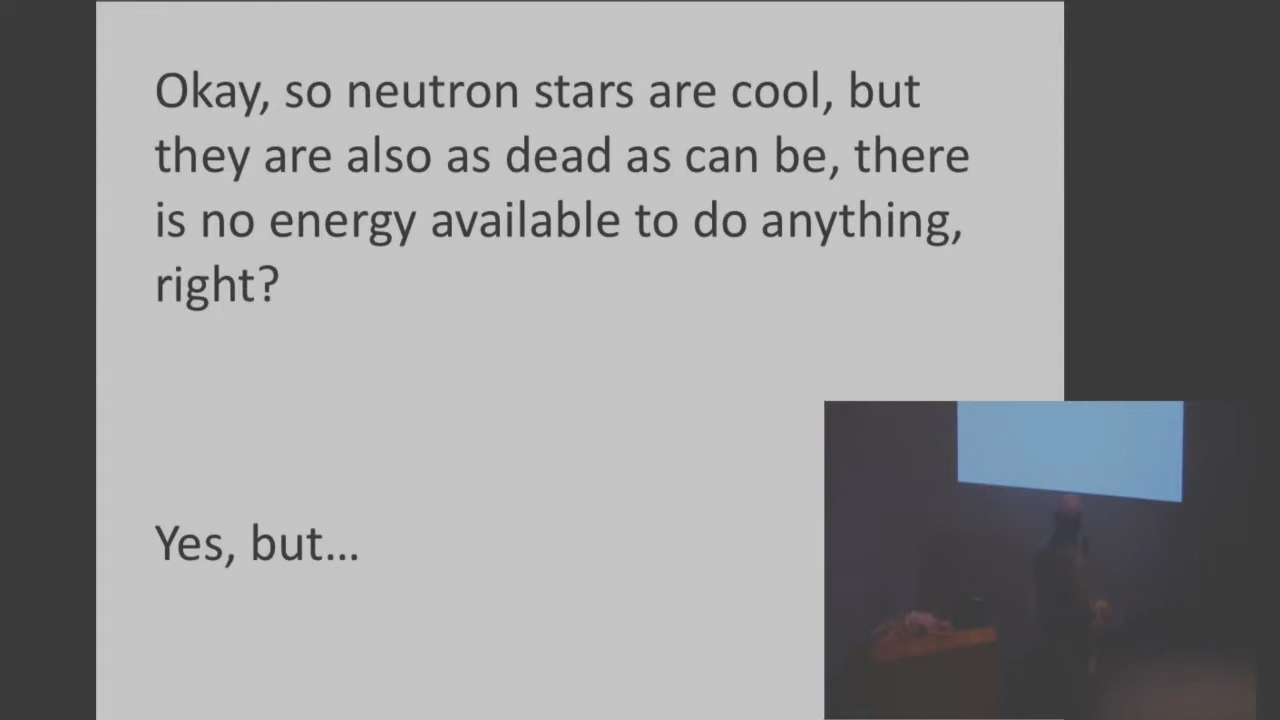 Okay, so neutron stars are cool, but
they are also as dead as can be, there
is no energy available to do anything,
right?
Yes, but…